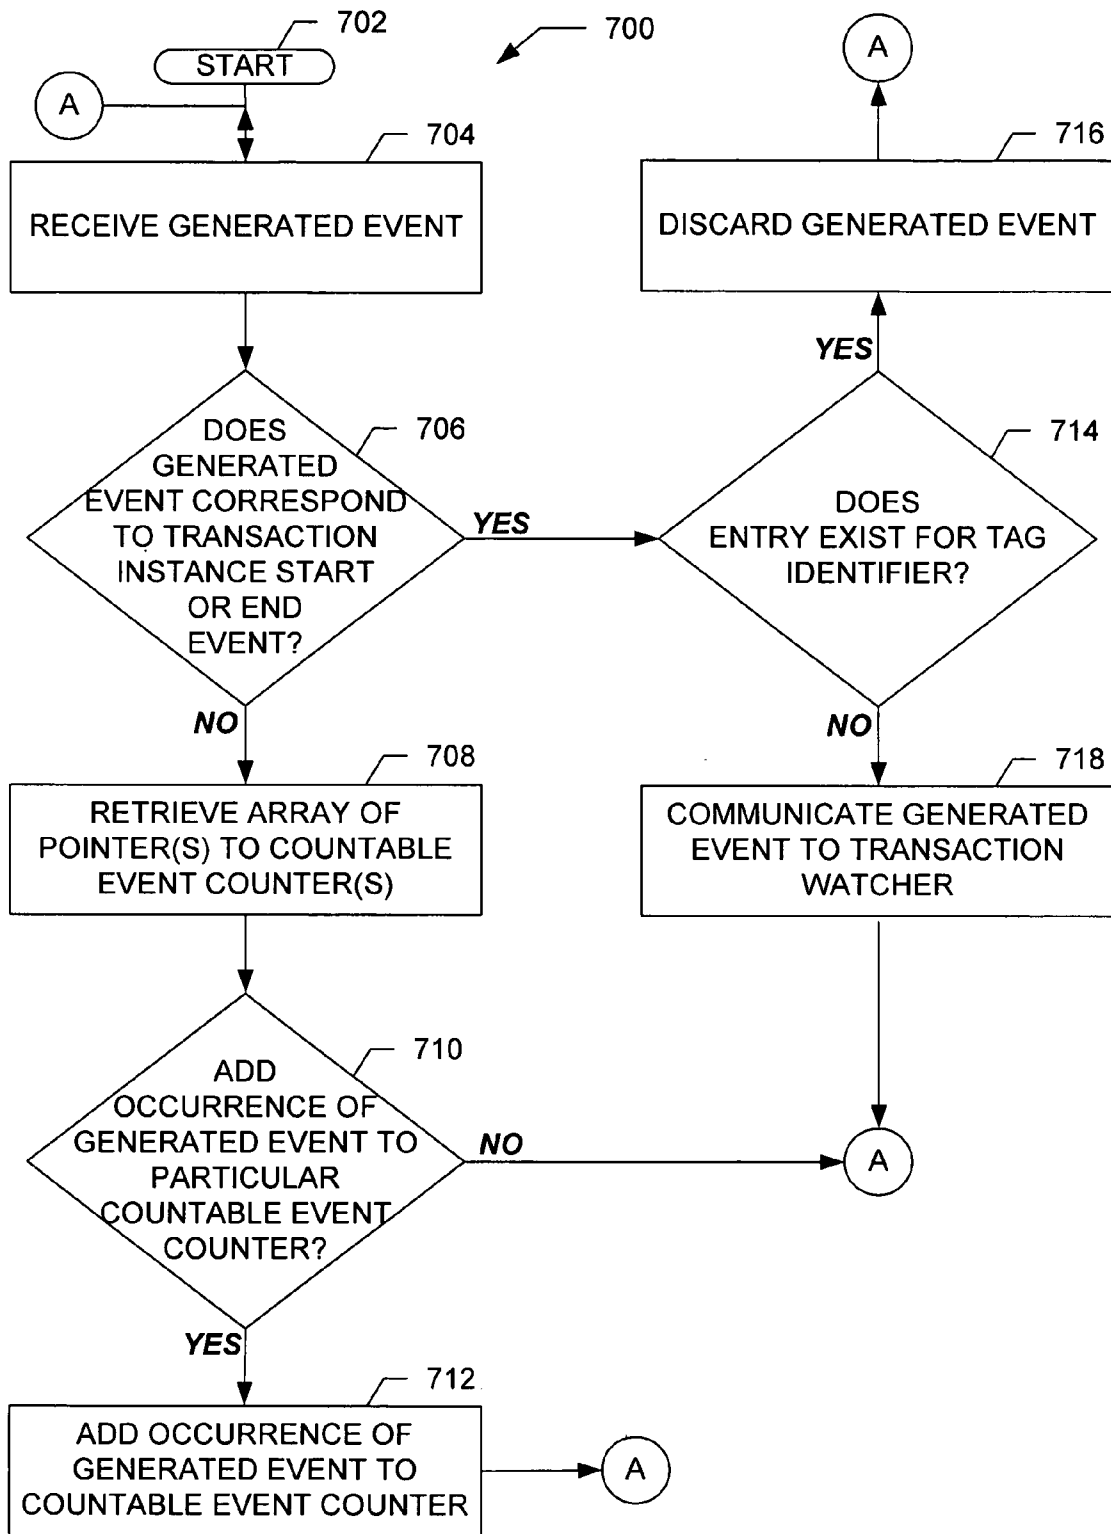 702
START
700
A
A
704
RECEIVE GENERATED EVENT
716
DISCARD GENERATED EVENT
YES
706
DOES
GENERATED
EVENT CORRESPOND
TO TRANSACTION
INSTANCE START
OR END
EVENT?
YES
714
DOES
ENTRY EXIST FOR TAG
IDENTIFIER?
NO
NO
708
RETRIEVE ARRAY OF
POINTER(S) TO COUNTABLE
EVENT COUNTER(S)
718
COMMUNICATE GENERATED
EVENT TO TRANSACTION
WATCHER
710
ADD
OCCURRENCE OF
GENERATED EVENT TO
PARTICULAR
COUNTABLE EVENT
COUNTER?
NO
A
YES
712
ADD OCCURRENCE OF
GENERATED EVENT TO
COUNTABLE EVENT COUNTER
A